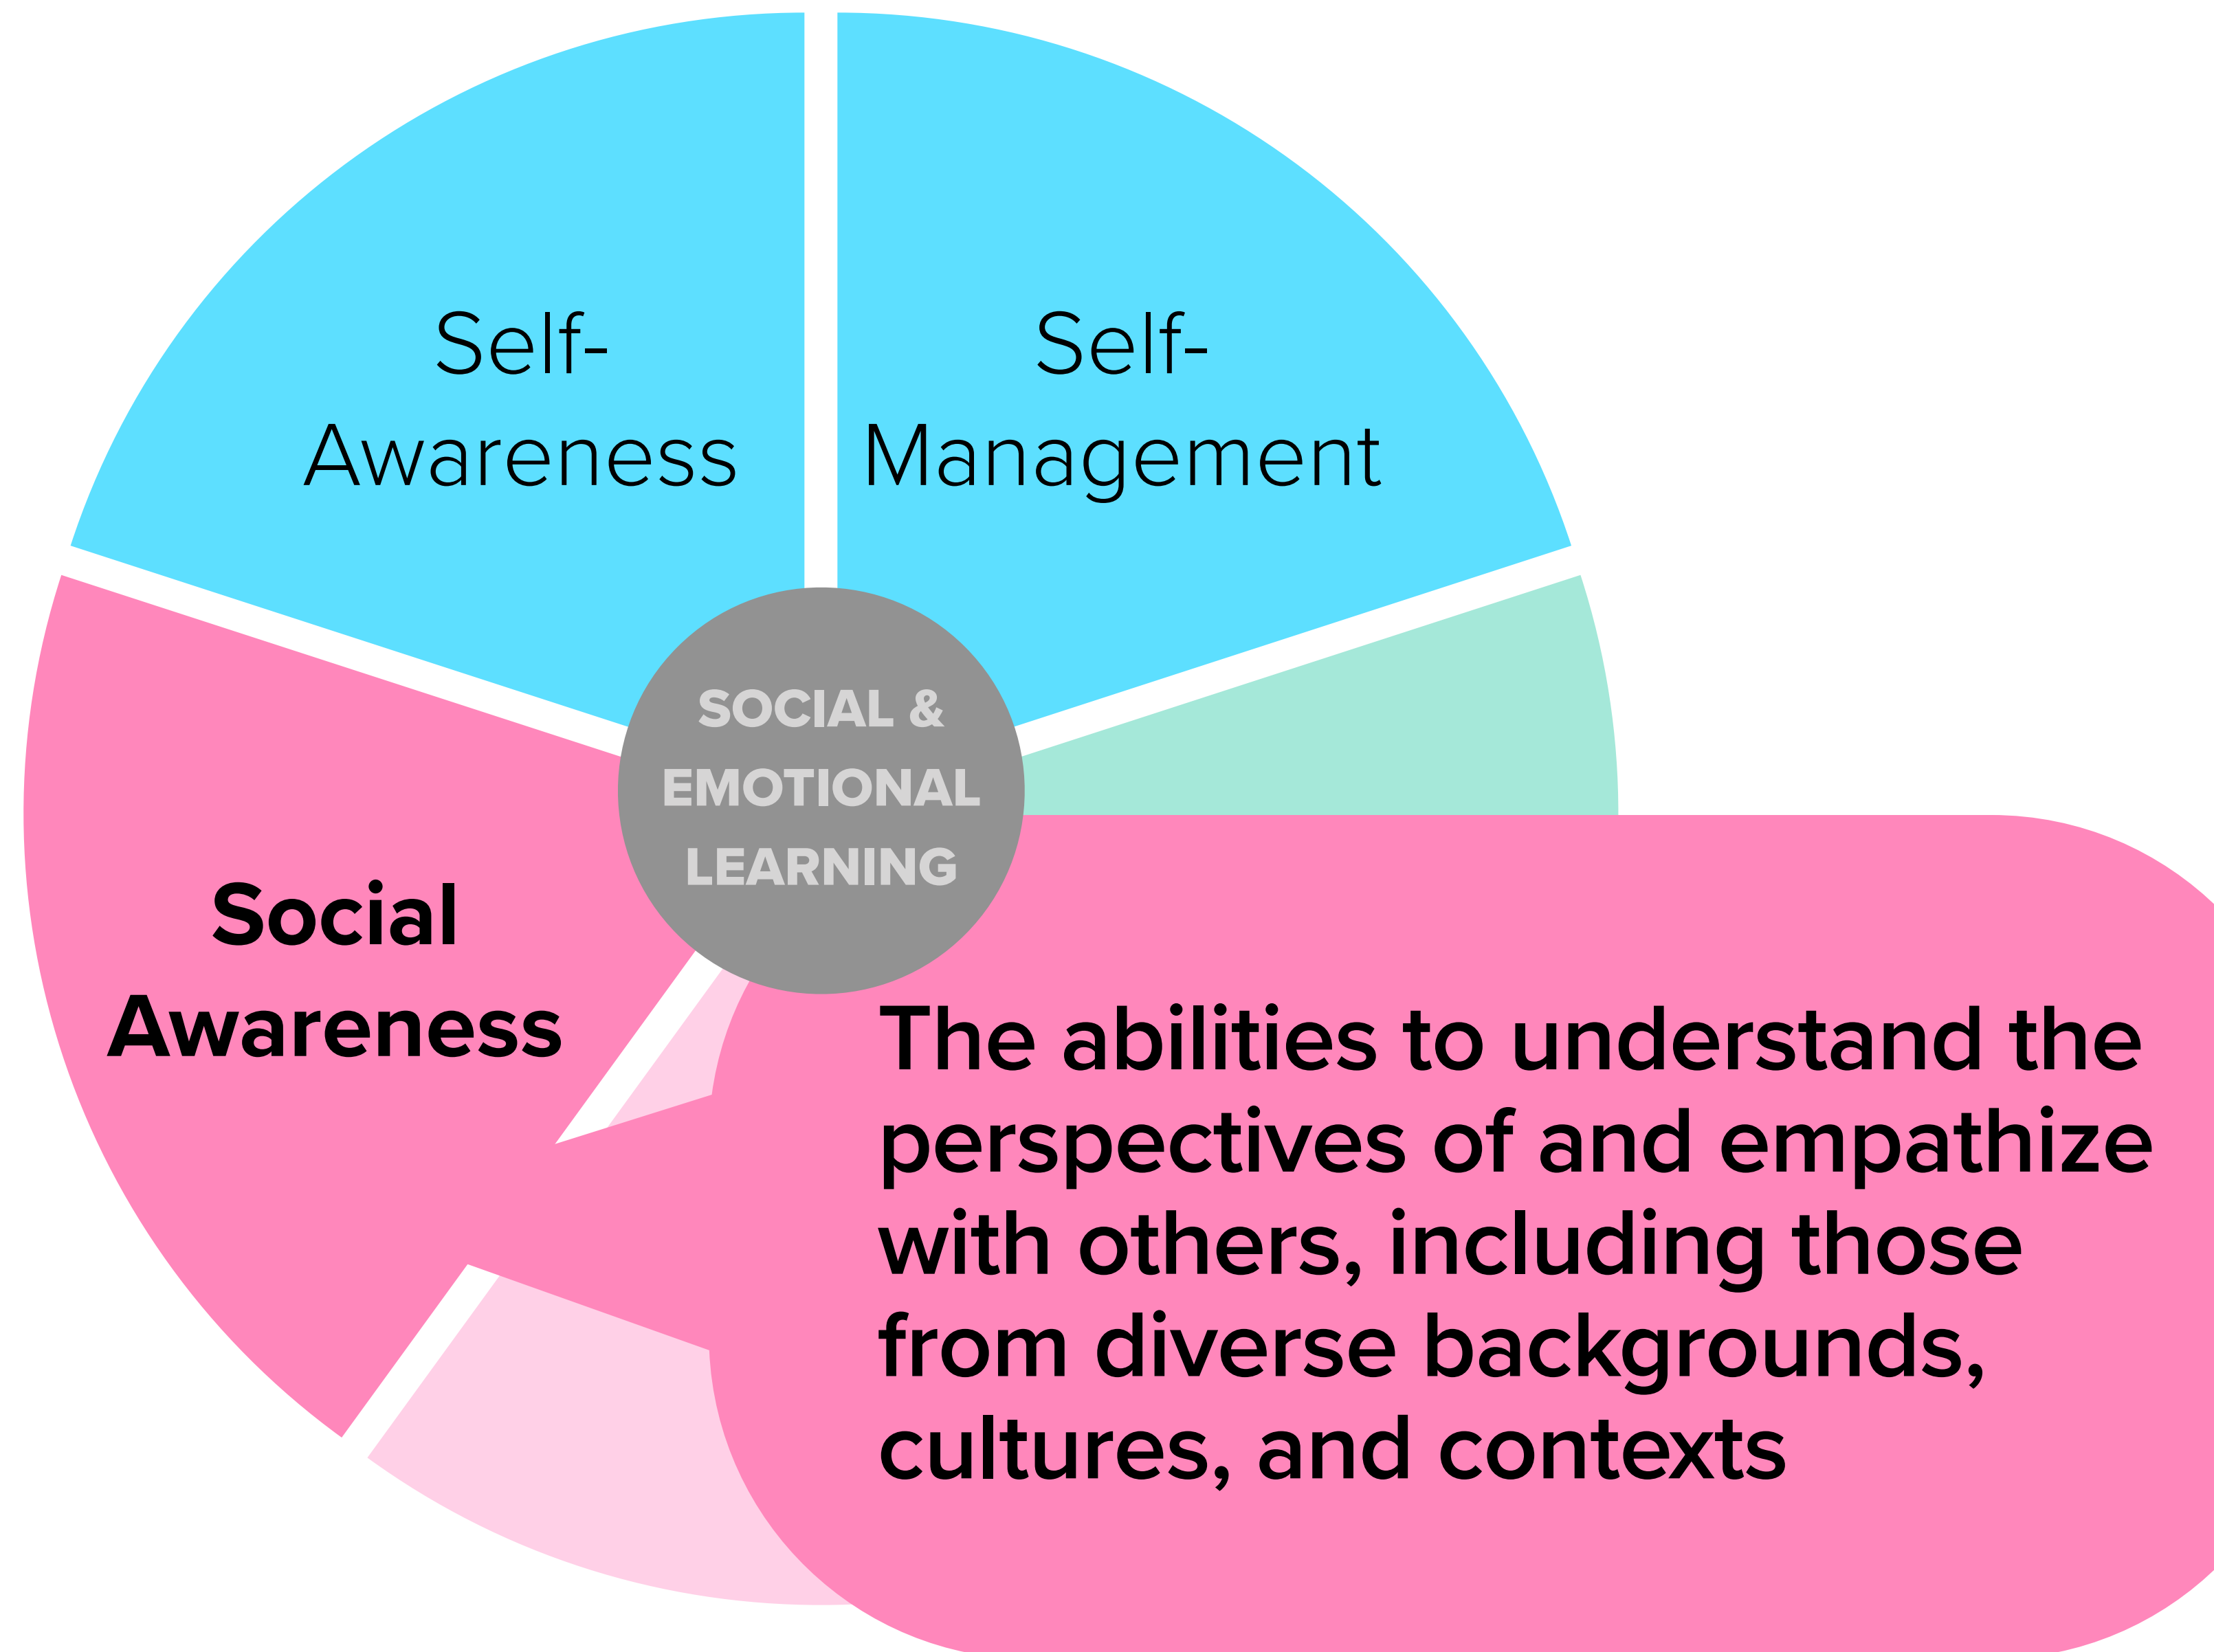 Self-
Awareness
Self-
Management
SOCIAL &
EMOTIONAL
LEARNING
Social
Awareness
The abilities to understand the
perspectives of and empathize
with others, including those
from diverse backgrounds,
cultures, and contexts